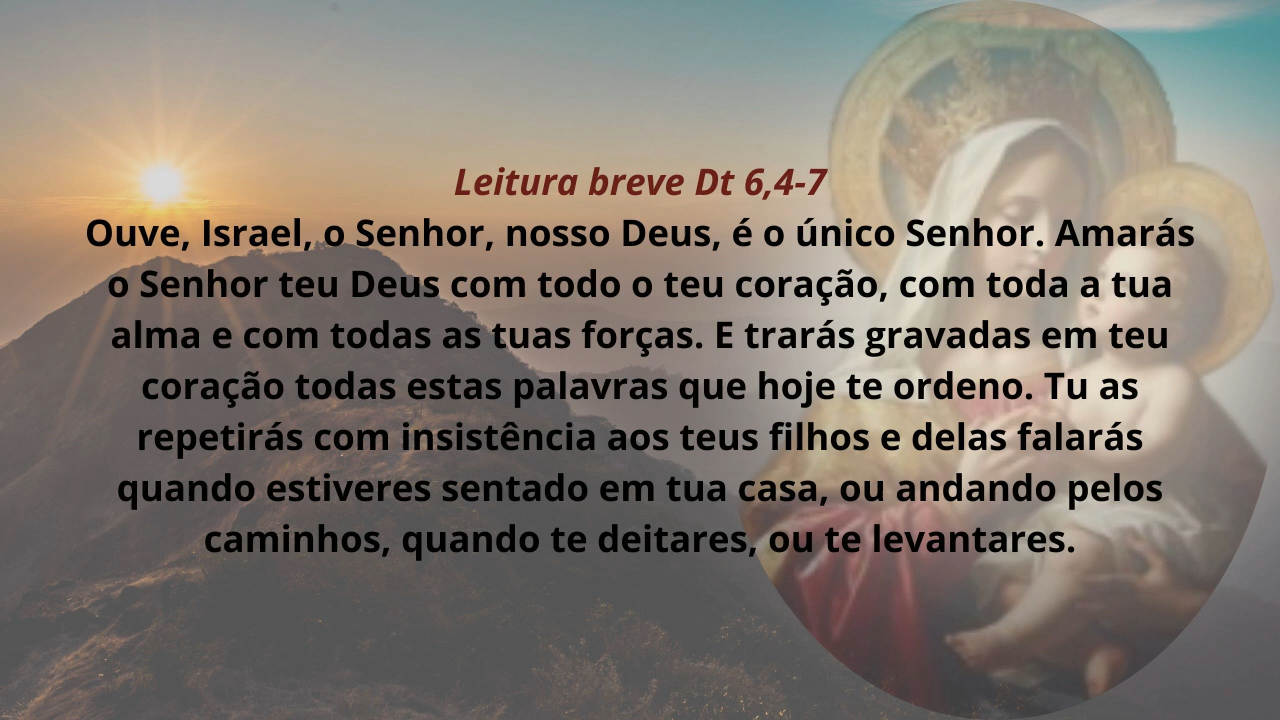 Leitura breve Dt 6,4-7
Ouve, Israel, o Senhor, nosso Deus, é o único Senhor. Amarás
o Senhor teu Deus com todo o teu coração, com toda a tua
alma e com todas as tuas forças. E trarás gravadas em teu
coração todas estas palavras que hoje te ordeno. Tu as
repetirás com insistência aos teus filhos e delas falarás
quando estiveres sentado em tua casa, ou andando pelos
caminhos, quando te deitares, ou te levantares.